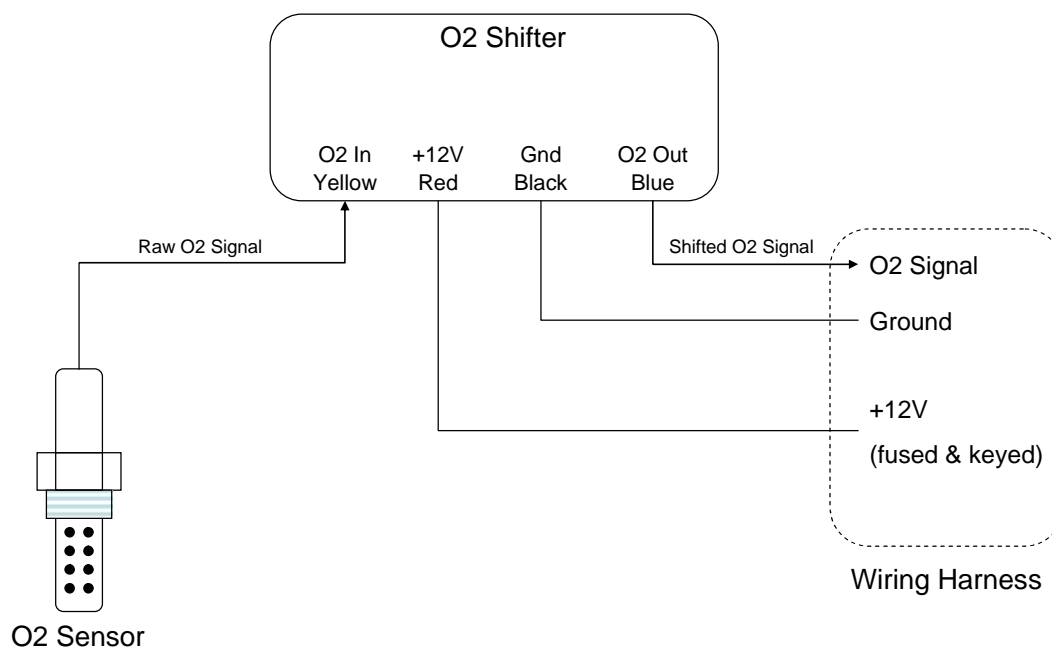 O2 Shifter
O2 In
Yellow
+12V
Red
Gnd
Black
O2 Out
Blue
Raw O2 Signal
Shifted O2 Signal
O2 Signal
Ground
+12V
(fused & keyed)
Wiring Harness
O2 Sensor